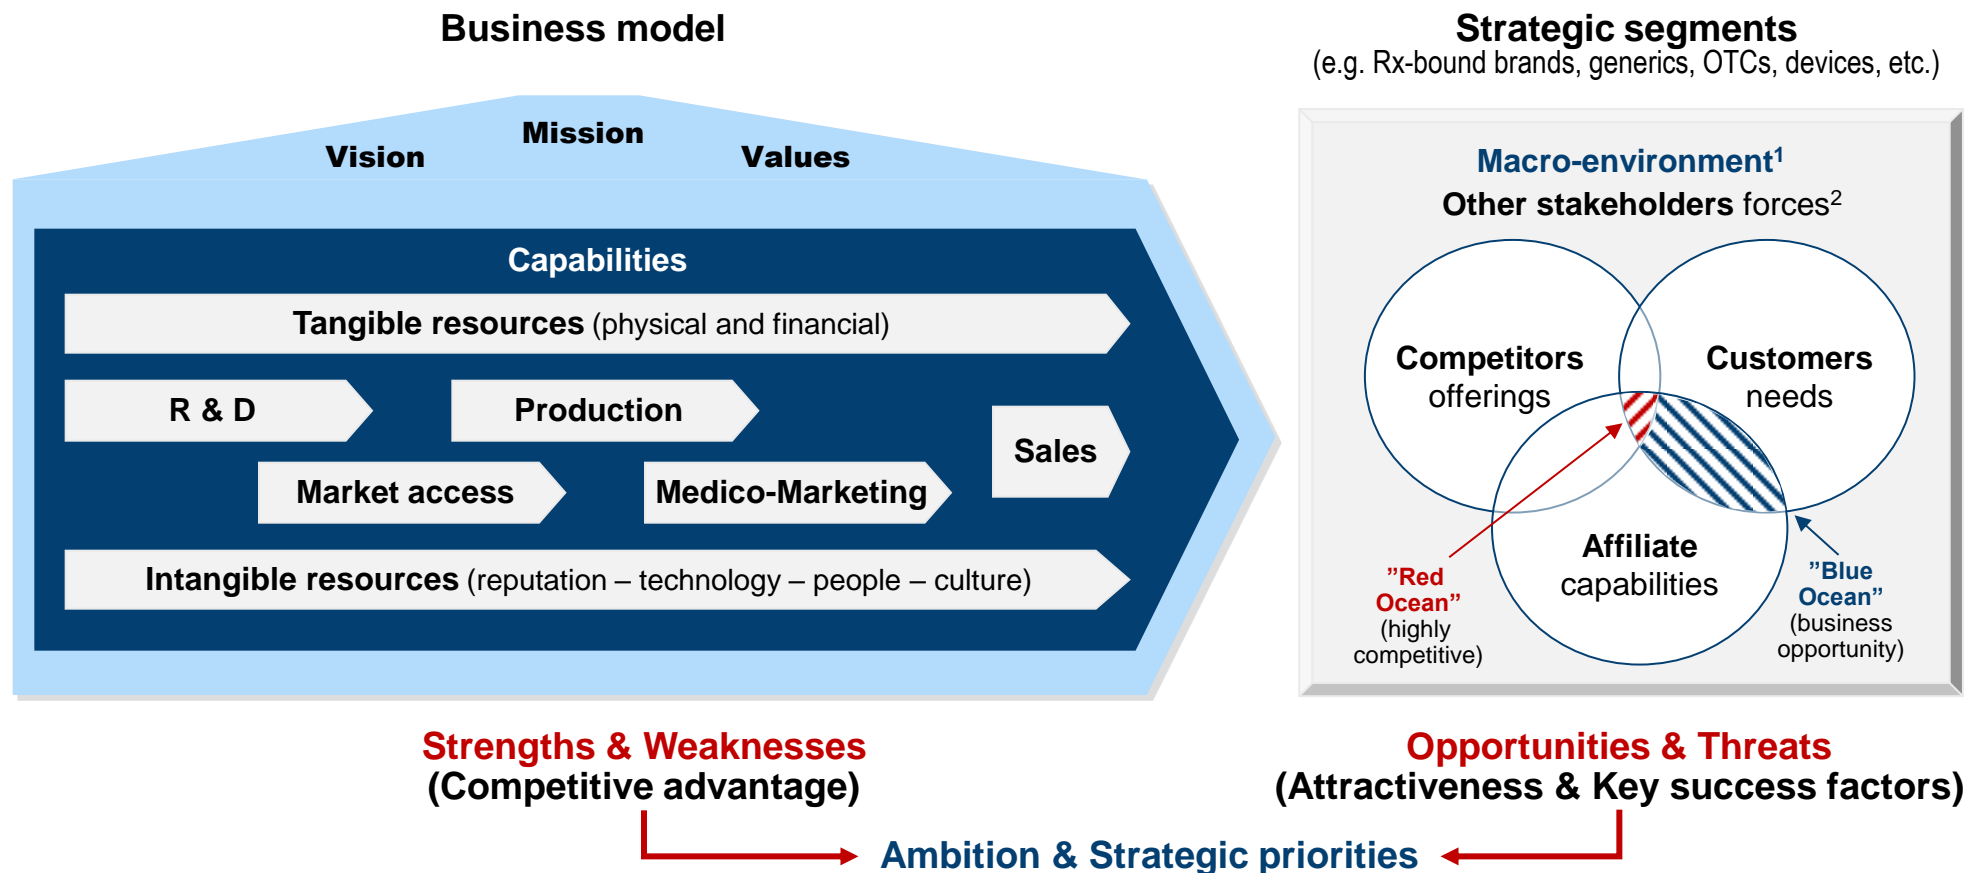 Business model
Mission
Vision
Values
Capabilities
Tangible resources (physical and financial)
R & D
Production
Sales
Market access
Medico-Marketing
Intangible resources (reputation – technology – people – culture)
Strengths & Weaknesses
(Competitive advantage)
Strategic segments
(e.g. Rx-bound brands, generics, OTCs, devices, etc.)
Macro-environment¹
Other stakeholders forces²
Competitors
offerings
Customers
needs
Affiliate
capabilities
”Red
Ocean”
(highly
competitive)
”Blue
Ocean”
(business
opportunity)
Opportunities & Threats
(Attractiveness & Key success factors)
Ambition & Strategic priorities